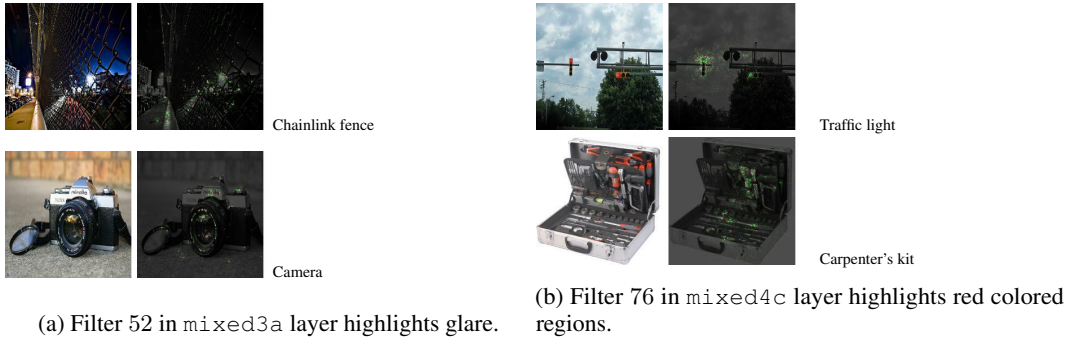 Chainlink fence
Camera
(a) Filter 52 in mixed3a layer highlights glare.
Traffic light
Carpenter's kit
(b) Filter 76 in mixed4c layer highlights red colored
regions.